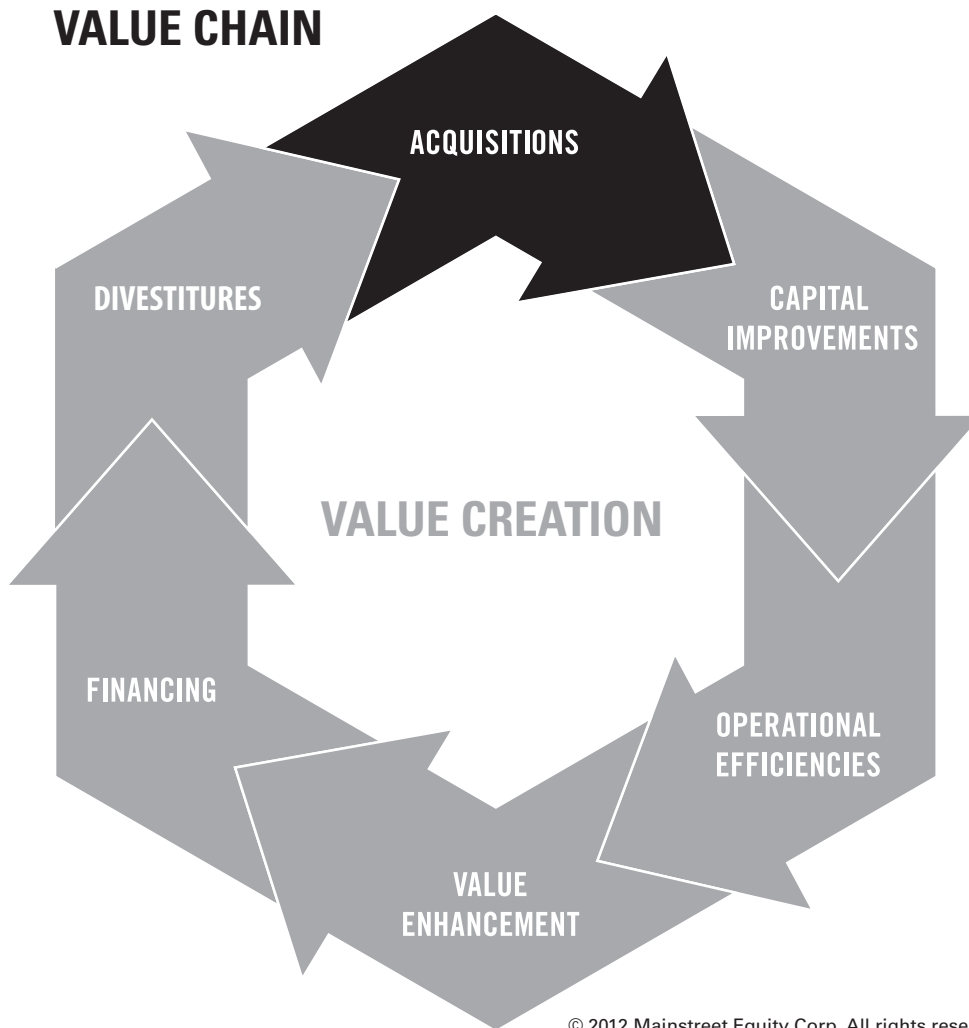 VALUE CHAIN
ACQUISITIONS
CAPITAL
IMPROVEMENTS
OPERATIONAL
EFFICIENCIES
VALUE
ENHANCEMENT
FINANCING
DIVESTITURES
VALUE CREATION
© 2012 Mainstreet Equity Corp. All rights rese